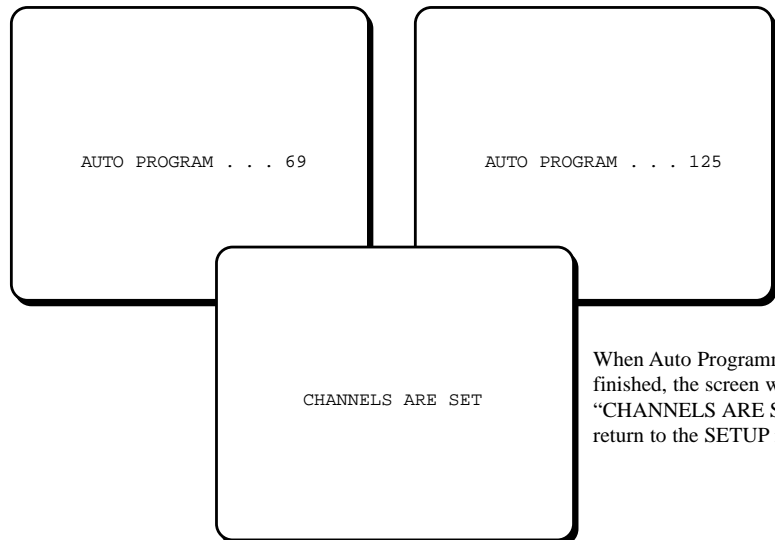 AUTO PROGRAM . . . 69
AUTO PROGRAM . . . 125
CHANNELS ARE SET
When Auto
finished, the screen
“CHANNELS ARE
return to the SETUP